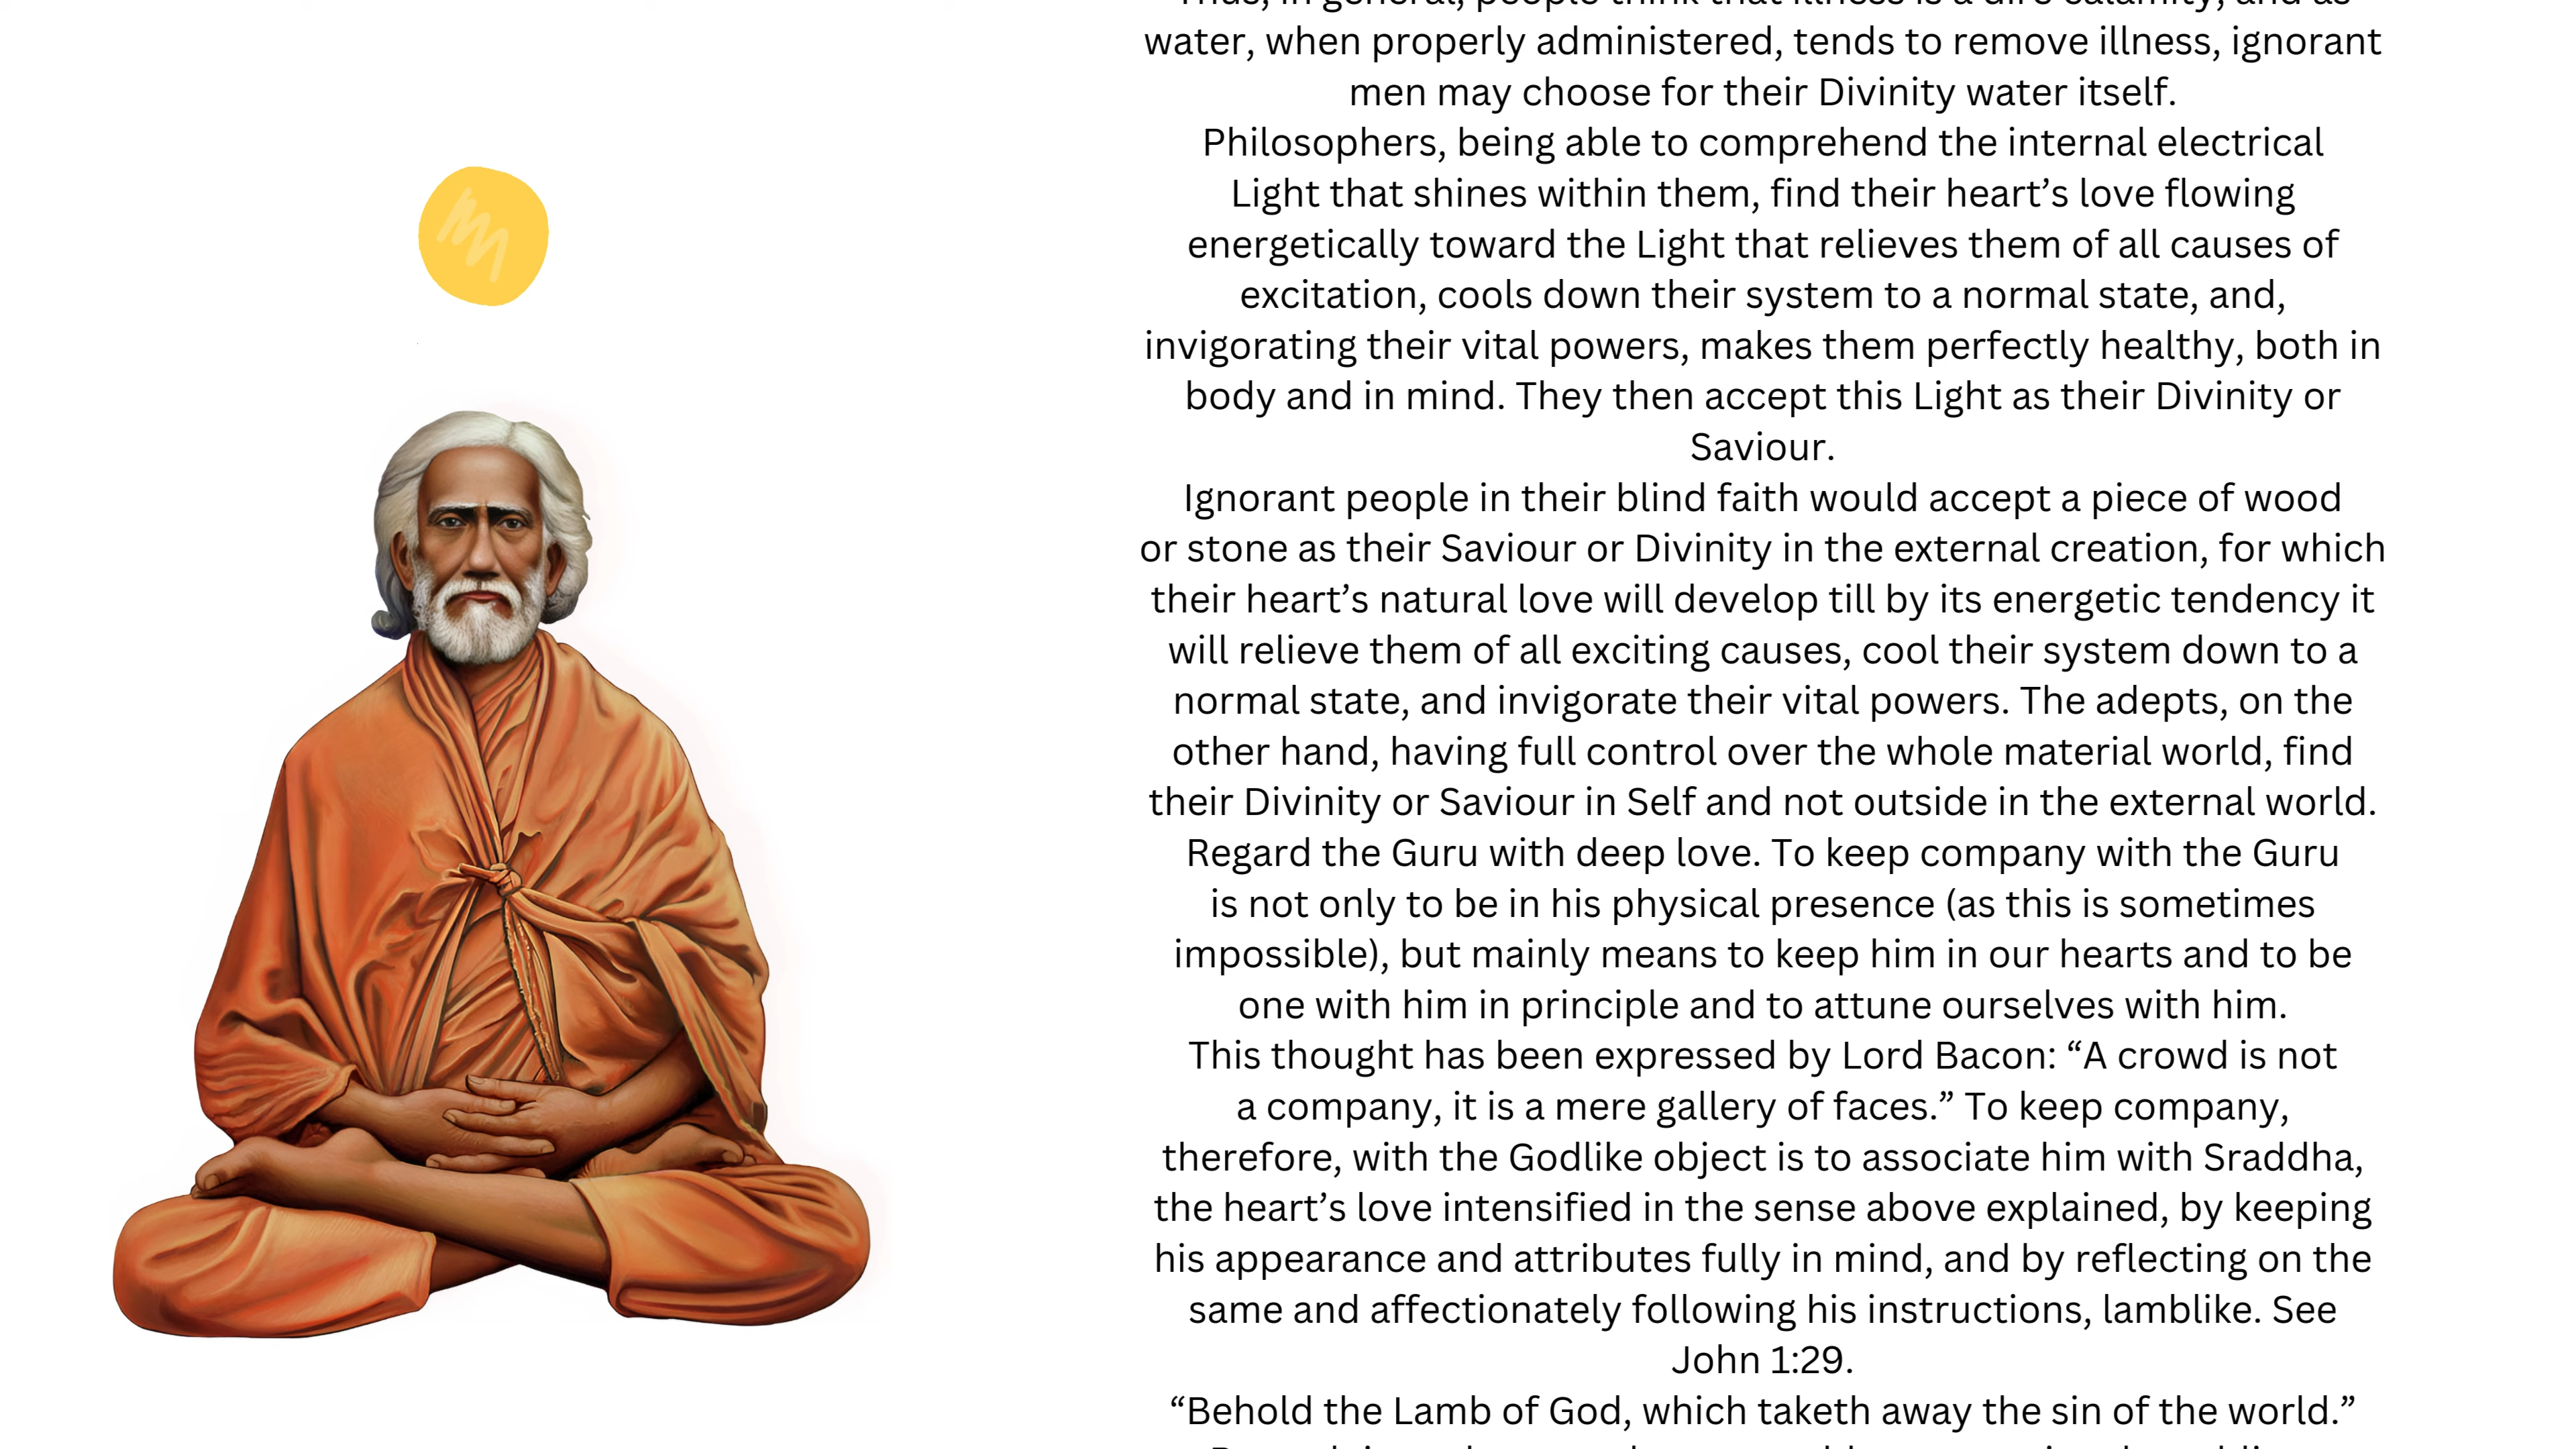 Thus, in general, people think that illness is a dire calamity, and as
water, when properly administered, tends to remove illness, ignorant
men may choose for their Divinity water itself.
Philosophers, being able to comprehend the internal electrical
Light that shines within them, find their heart’s love flowing
energetically toward the Light that relieves them of all causes of
excitation, cools down their system to a normal state, and,
invigorating their vital powers, makes them perfectly healthy, both in
body and in mind. They then accept this Light as their Divinity or
Saviour.
Ignorant people in their blind faith would accept a piece of wood
or stone as their Saviour or Divinity in the external creation, for which
their heart’s natural love will develop till by its energetic tendency it
will relieve them of all exciting causes, cool their system down to a
normal state, and invigorate their vital powers. The adepts, on the
other hand, having full control over the whole material world, find
their Divinity or Saviour in Self and not outside in the external world.
Regard the Guru with deep love. To keep company with the Guru
is not only to be in his physical presence (as this is sometimes
impossible), but mainly means to keep him in our hearts and to be
one with him in principle and to attune ourselves with him.
This thought has been expressed by Lord Bacon: “A crowd is not
a company, it is a mere gallery of faces.” To keep company,
therefore, with the Godlike object is to associate him with Sraddha,
the heart’s love intensified in the sense above explained, by keeping
his appearance and attributes fully in mind, and by reflecting on the
same and affectionately following his instructions, lamblike. See
John 1:29.
“Behold the Lamb of God, which taketh away the sin of the world.”